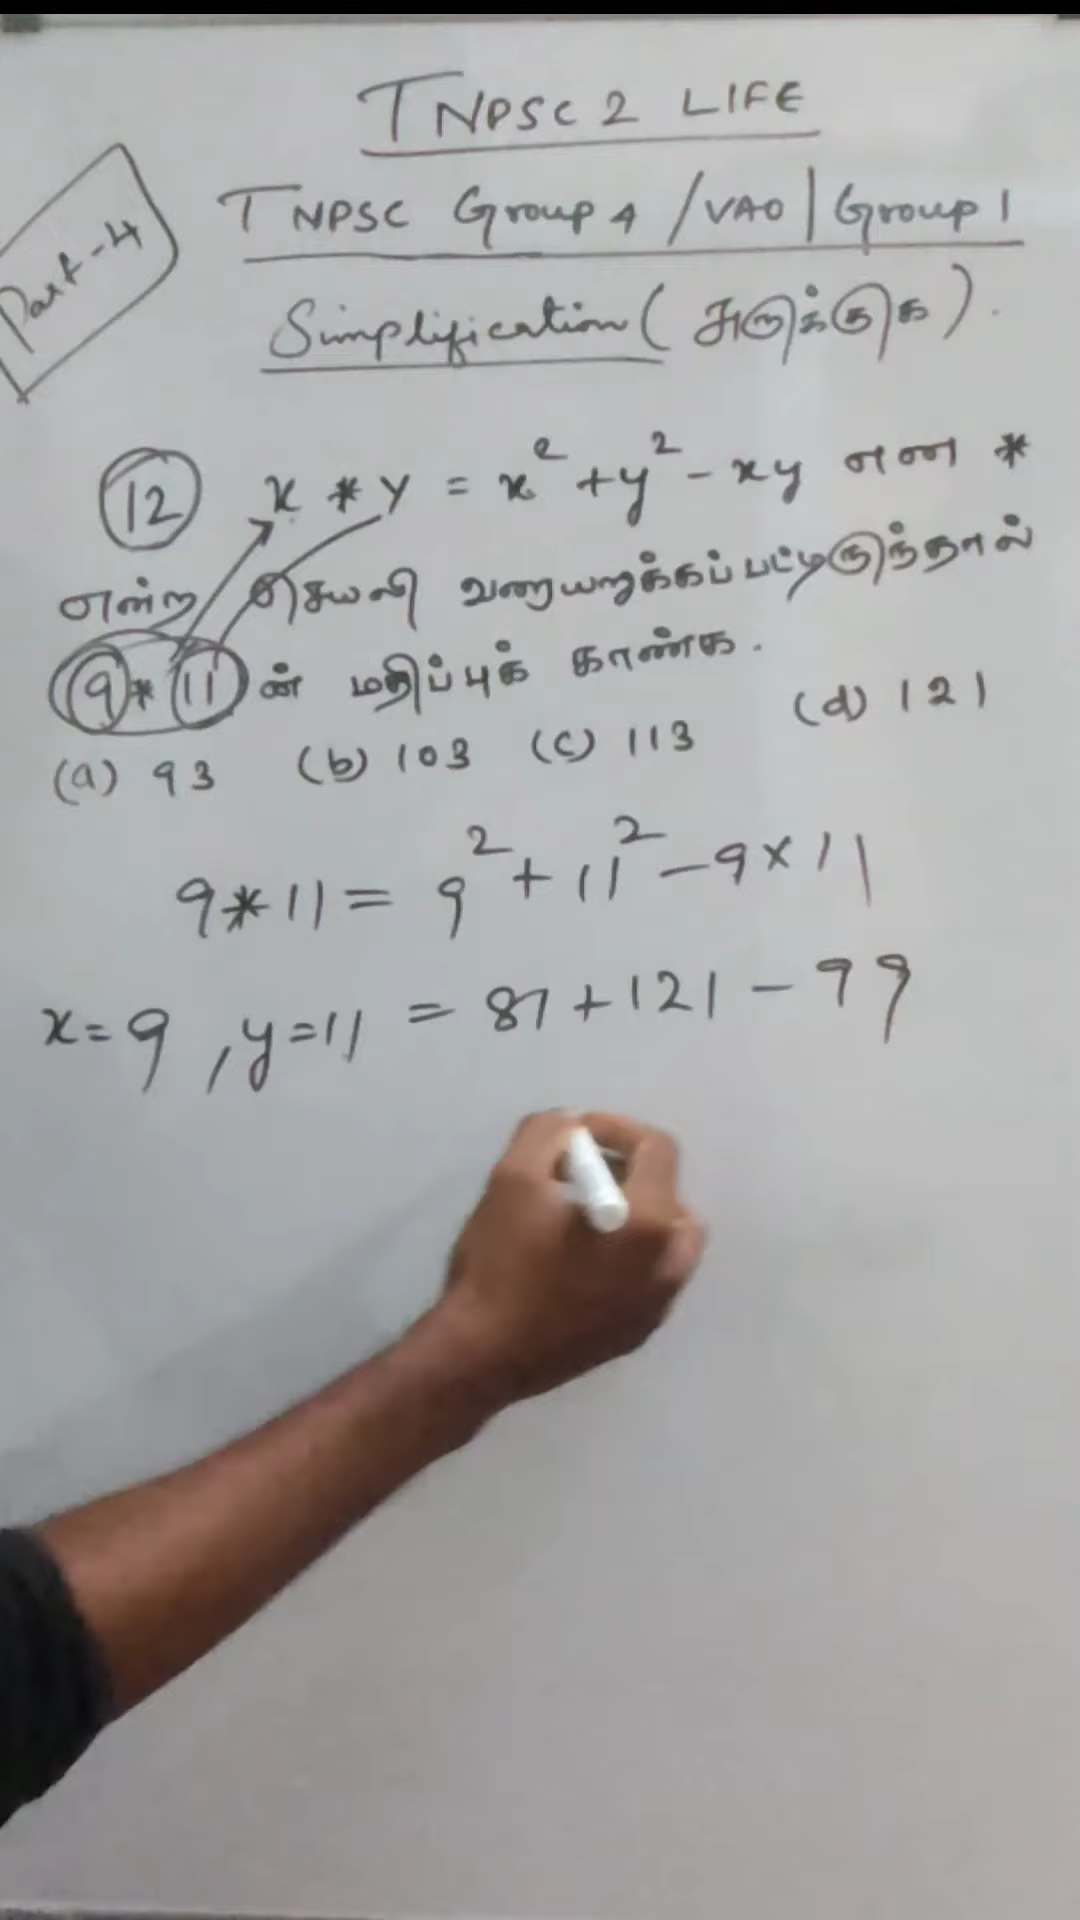 TNPSC 2 LIFE
Part-4
TNPSC Group 4 / VAO | Group 1
Simplification ( சுருக்குக ).
12 x * y = x² + y² - xy என *
என்ற செயலி வரையறுக்கப்பட்டிருந்தால்
9 * 11 ன் மதிப்புக் காண்க.
(a) 93 (b) 103 (c) 113 (d) 121
9 * 11 = 9² + 11² - 9 × 11
x = 9, y = 11 = 81 + 121 - 99